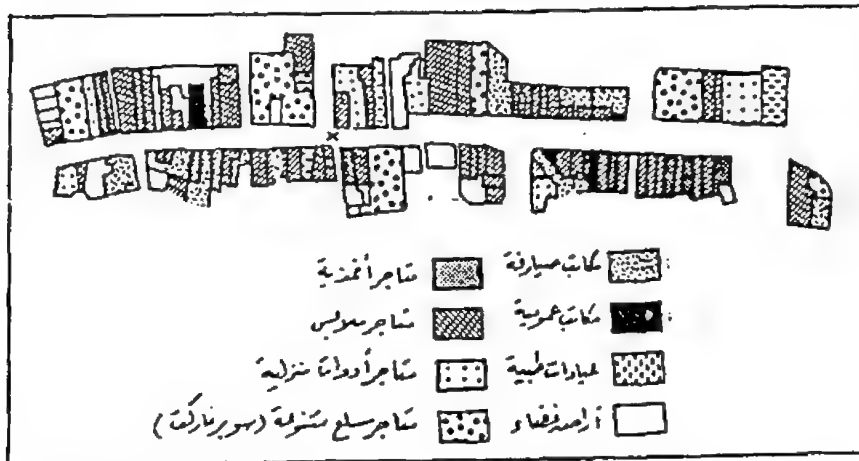 مكاتب صيارفة
متاجر أغذية
مكاتب عمومية
متاجر ملابس
عيادات طبية
متاجر أدوات منزلية
أراضى فضاء
متاجر سلع متنوعة (سوبر ماركت)